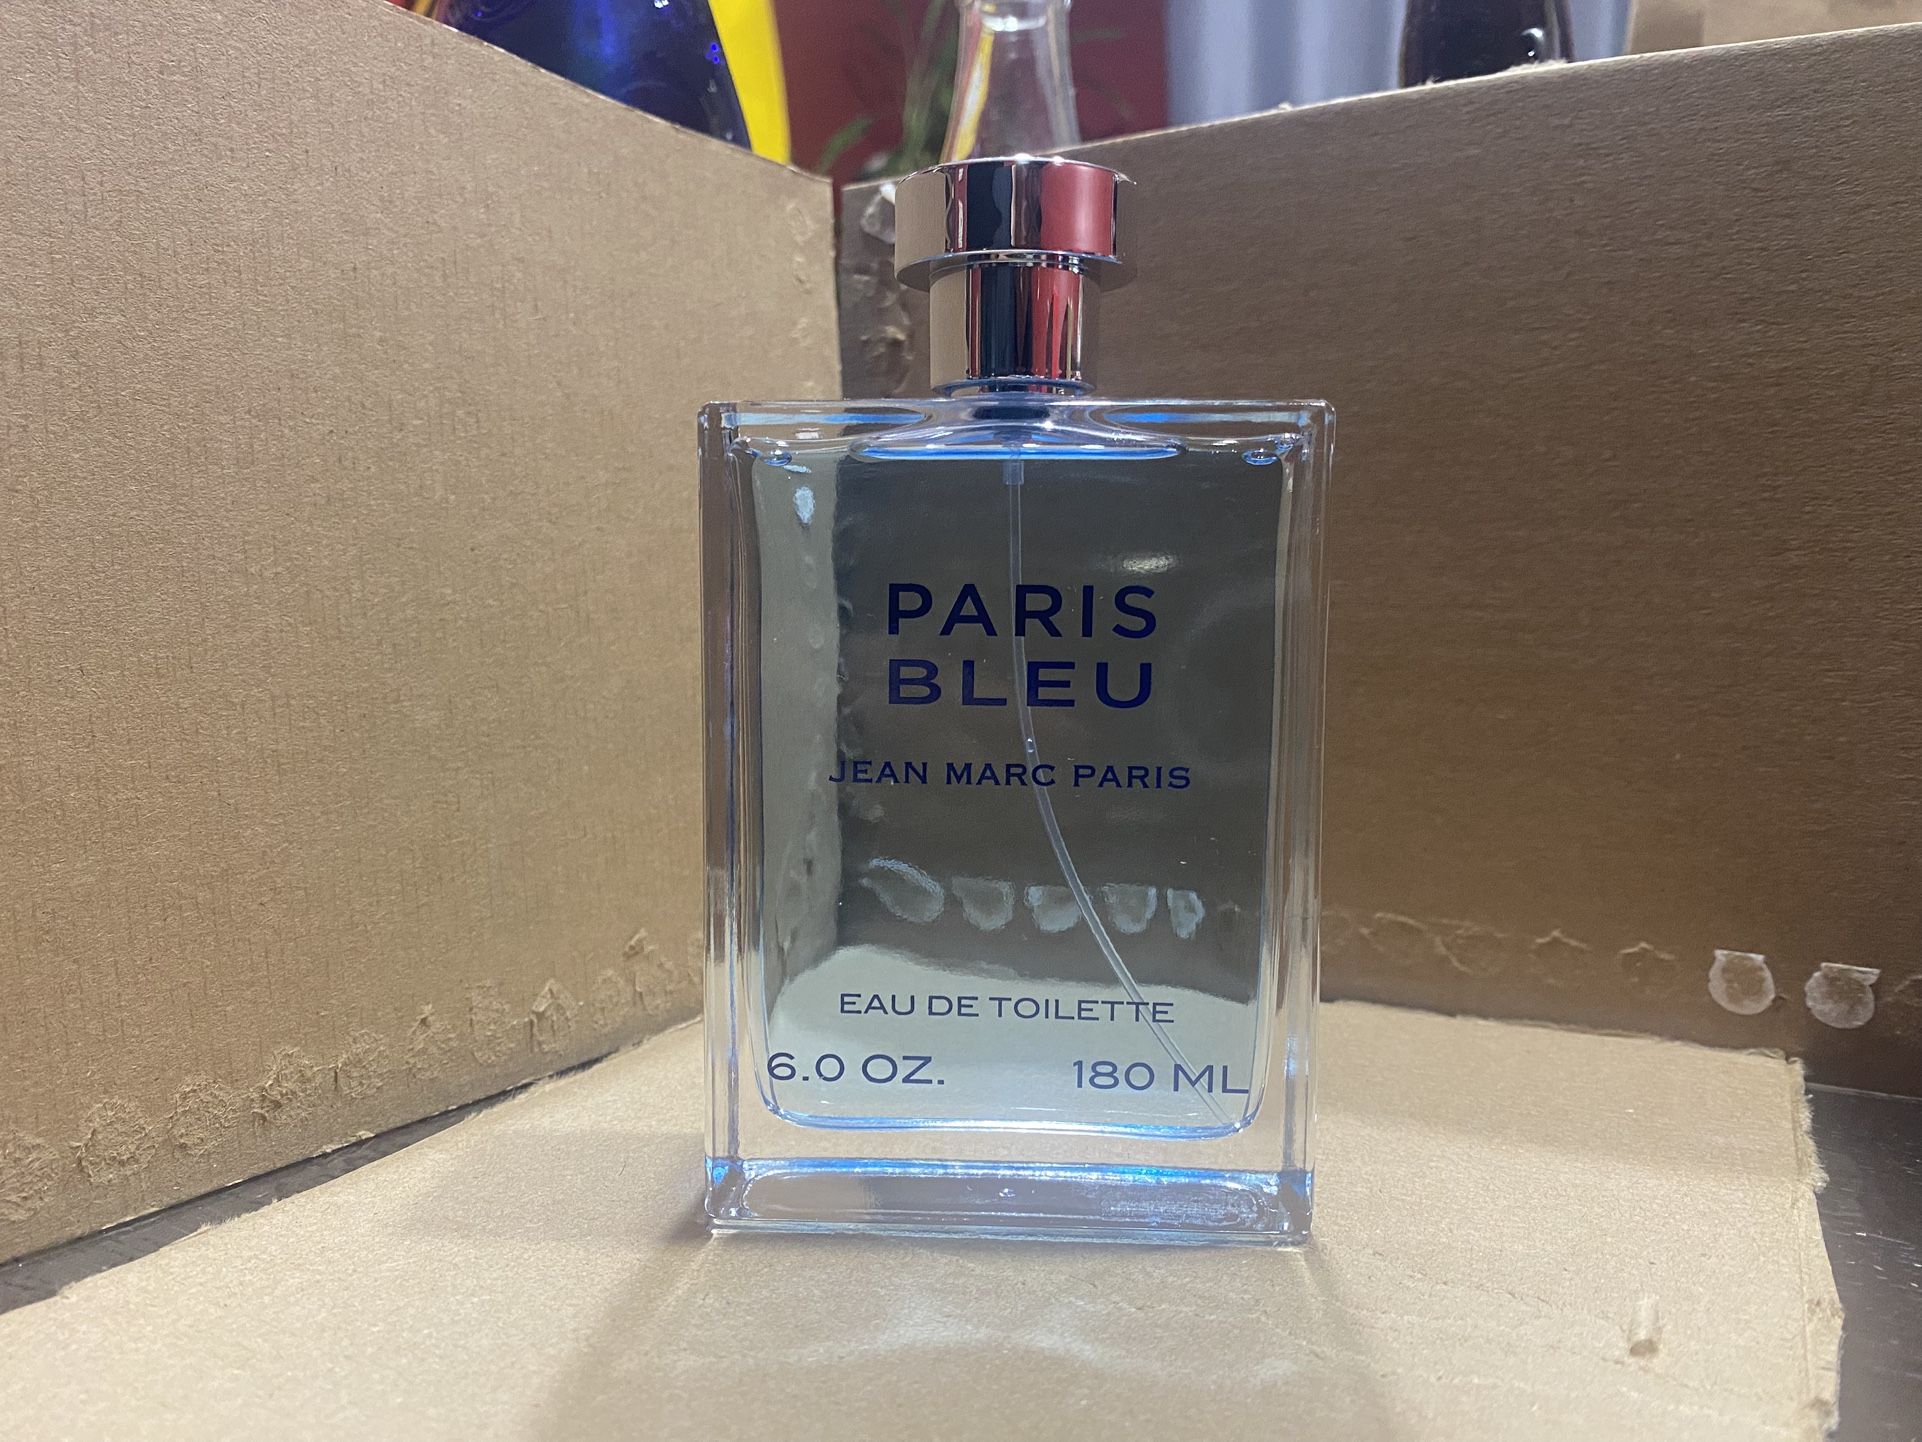 PARIS
BLEU
JEAN MARC PARIS
EAU DE TOILETTE
6.0 OZ. 180 ML